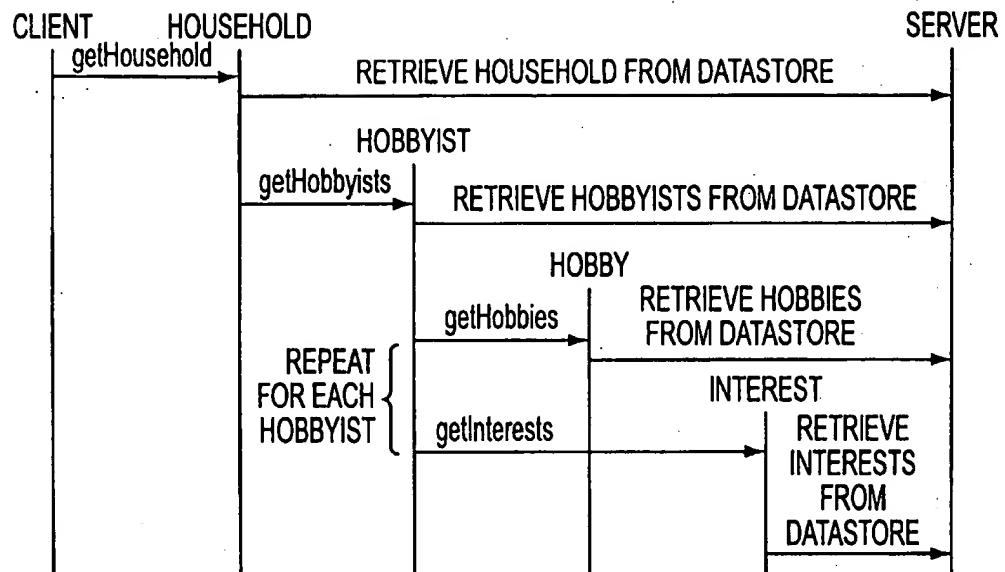 CLIENT HOUSEHOLD SERVER
getHousehold
RETRIEVE HOUSEHOLD FROM DATASTORE
HOBBYIST
getHobbyists
RETRIEVE HOBBYISTS FROM DATASTORE
HOBBY
getHobbies
RETRIEVE HOBBIES
FROM DATASTORE
REPEAT
FOR EACH
HOBBYIST
INTEREST
getInterests
RETRIEVE
INTERESTS
FROM
DATASTORE